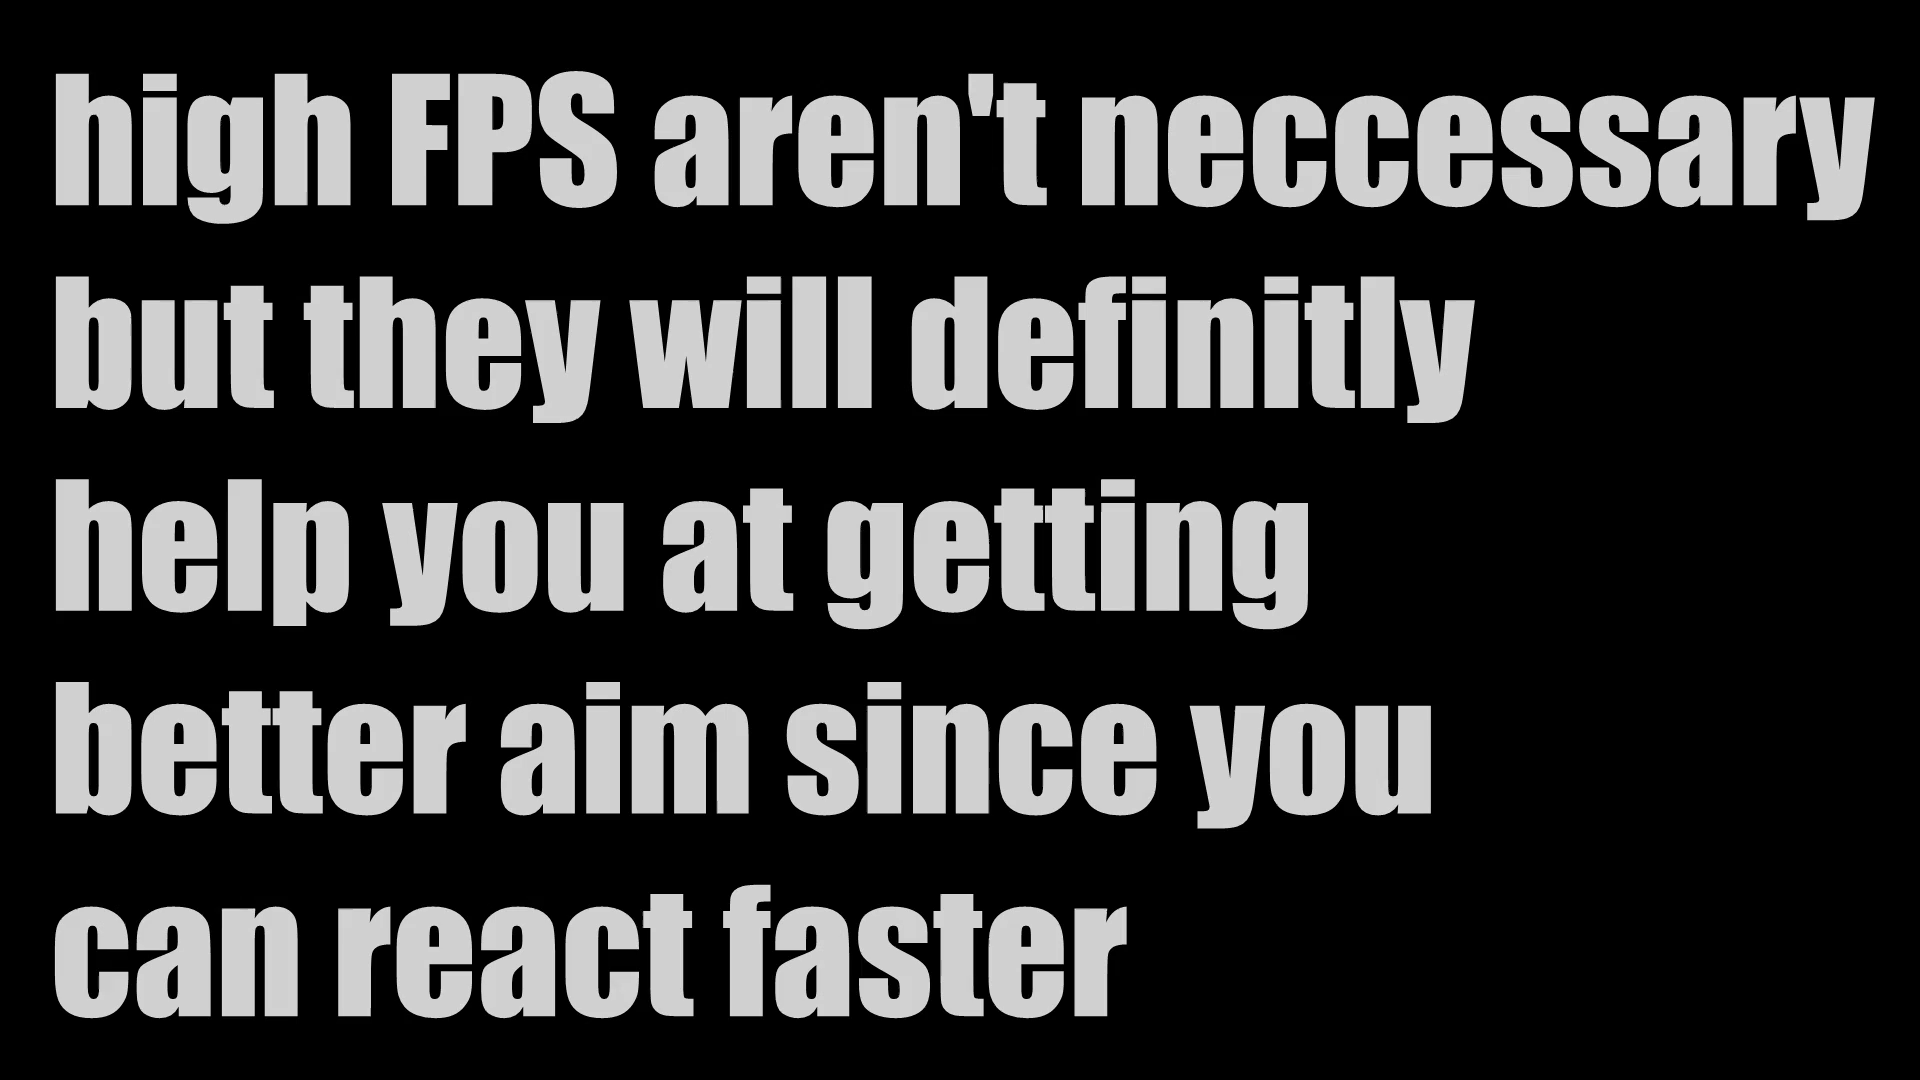 high FPS aren't neccessary
but they will definitly
help you at getting
better aim since you
can react faster